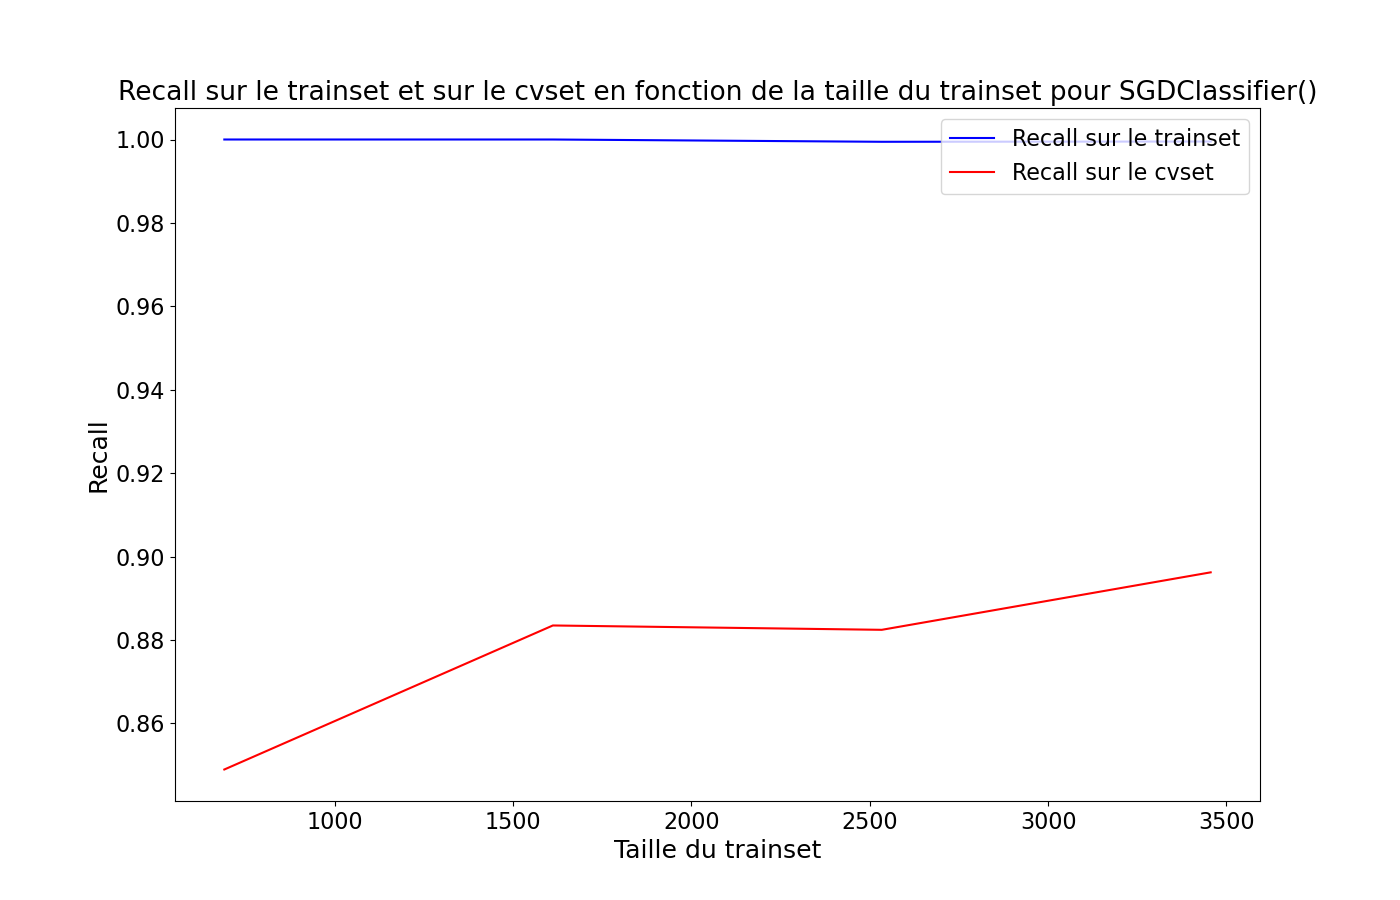 Recall sur le trainset et sur le cvset en fonction de la taille du trainset pour SGDClassifier()
Recall sur le trainset
Recall sur le cvset
1.00
0.98
0.96
0.94
0.92
0.90
0.88
0.86
Recall
1000 1500 2000 2500 3000 3500
Taille du trainset